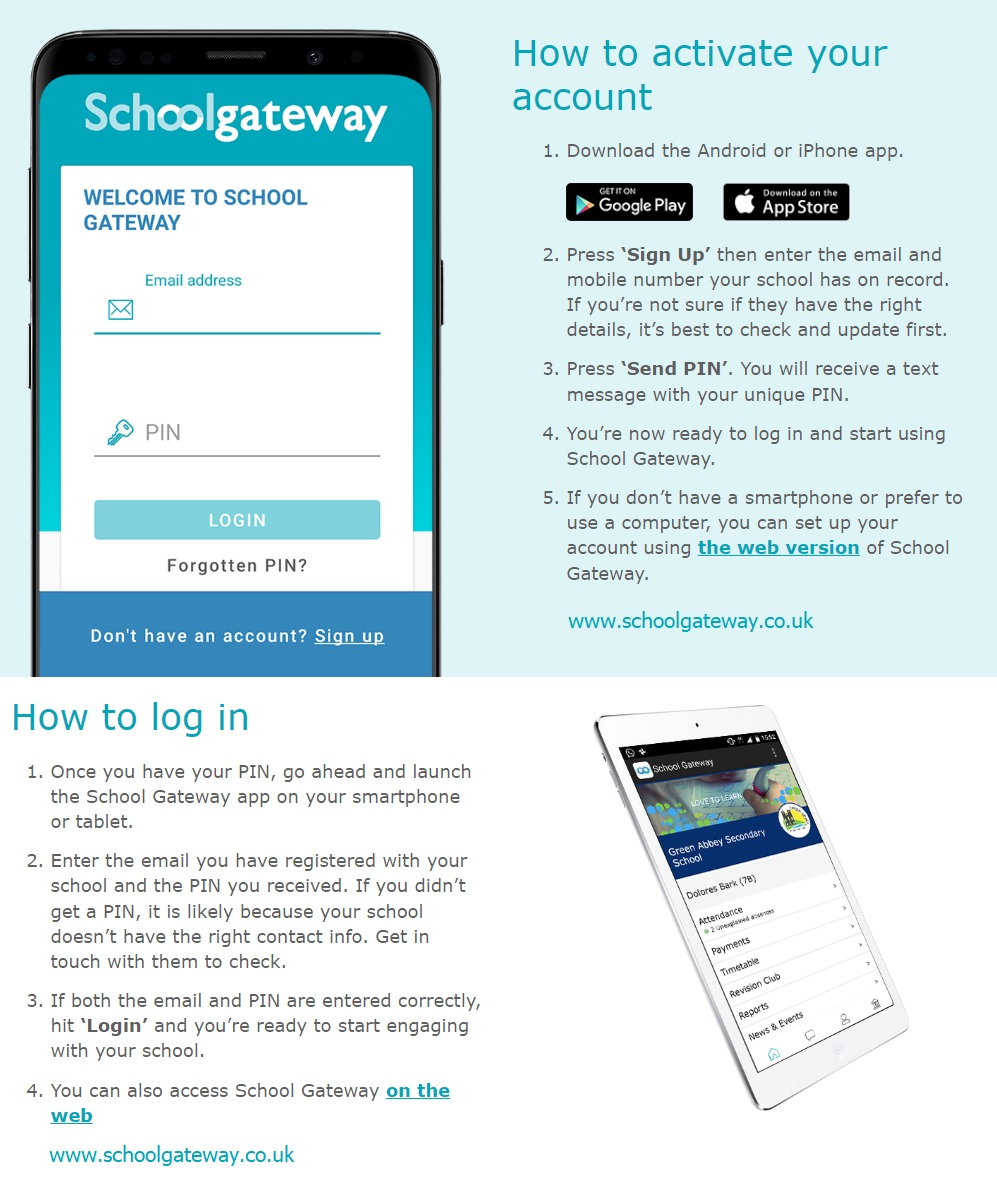 Schoolgateway
WELCOME TO SCHOOL
GATEWAY
Email address
PIN
LOGIN
Forgotten PIN?
Don't have an account? Sign up
How to activate your
account
1. Download the Android or iPhone app.
GET IT ON
Google Play
Download on the
App Store
2. Press ‘Sign Up’ then enter the email and
mobile number your school has on record.
If you’re not sure if they have the right
details, it’s best to check and update first.
3. Press ‘Send PIN’. You will receive a text
message with your unique PIN.
4. You’re now ready to log in and start using
School Gateway.
5. If you don’t have a smartphone or prefer to
use a computer, you can set up your
account using the web version of School
Gateway.
www.schoolgateway.co.uk
How to log in
1. Once you have your PIN, go ahead and launch
the School Gateway app on your smartphone
or tablet.
2. Enter the email you have registered with your
school and the PIN you received. If you didn’t
get a PIN, it is likely because your school
doesn’t have the right contact info. Get in
touch with them to check.
3. If both the email and PIN are entered correctly,
hit ‘Login’ and you’re ready to start engaging
with your school.
4. You can also access School Gateway on the
web
www.schoolgateway.co.uk
15:52
School Gateway
LOVE TO LEARN
Green Abbey Secondary
School
Dolores Bark (7B)
Attendance
2 Unexplained absences
Payments
Timetable
Revision Club
Reports
News & Events